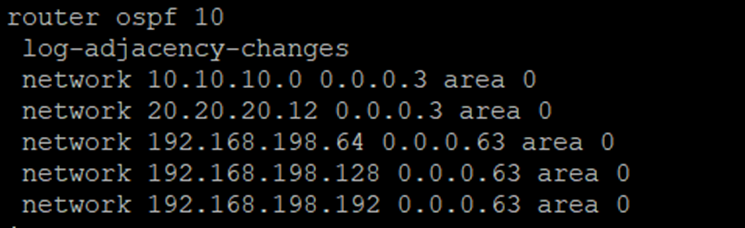 router ospf 10
log-adjacency-changes
network 10.10.10.0 0.0.0.3 area 0
network 20.20.20.12 0.0.0.3 area 0
network 192.168.198.64 0.0.0.63 area 0
network 192.168.198.128 0.0.0.63 area 0
network 192.168.198.192 0.0.0.63 area 0